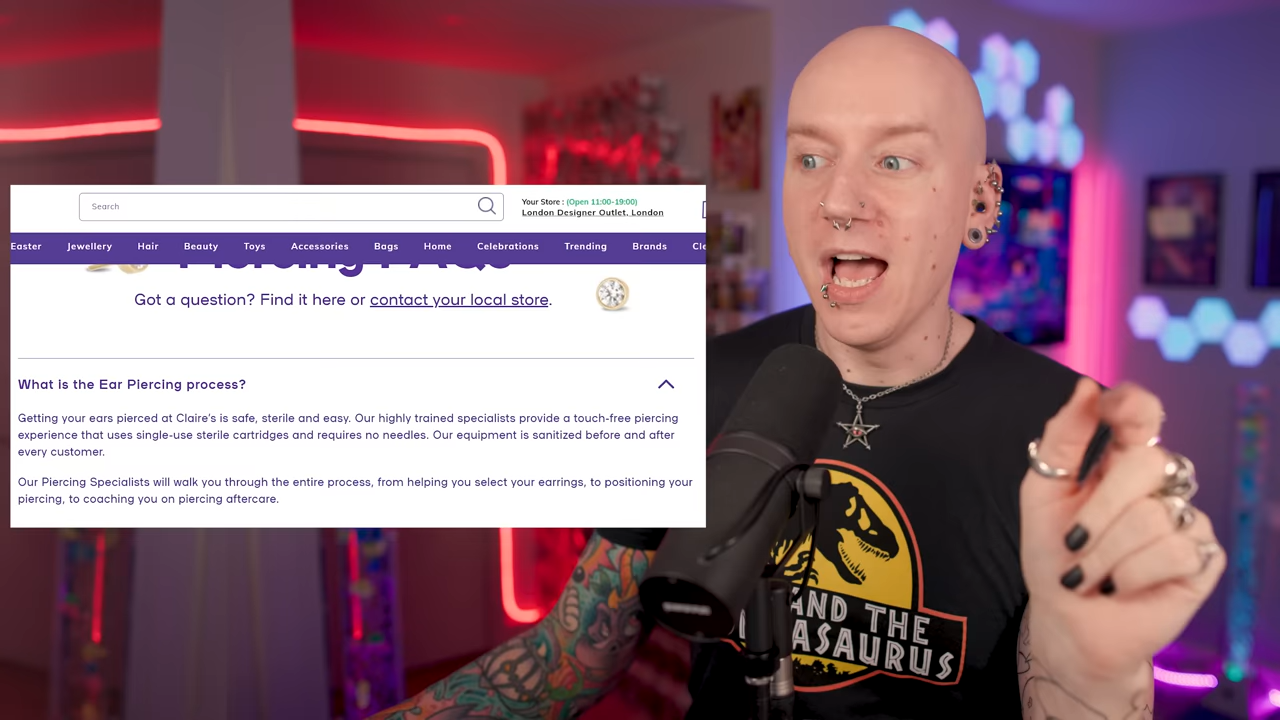 Search
Your Store : (Open 11:00-19:00)
London Designer Outlet, London
Easter Jewellery Hair Beauty Toys Accessories Bags Home Celebrations Trending Brands Cle
Piercing FAQs
Got a question? Find it here or contact your local store.
What is the Ear Piercing process?
Getting your ears pierced at Claire's is safe, sterile and easy. Our highly trained specialists provide a touch-free piercing
experience that uses single-use sterile cartridges and requires no needles. Our equipment is sanitized before and after
every customer.
Our Piercing Specialists will walk you through the entire process, from helping you select your earrings, to positioning your
piercing, to coaching you on piercing aftercare.
AND THE
ASAURUS